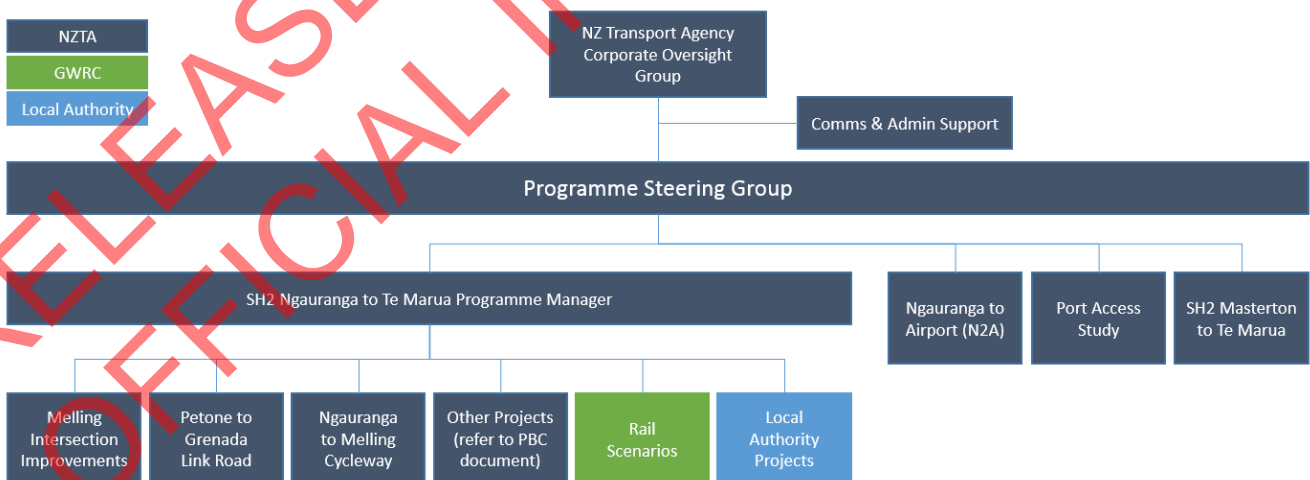 NZTA
GWRC
Local Authority
NZ Transport Agency
Corporate Oversight
Group
Comms & Admin Support
Programme Steering Group
SH2 Ngauranga to Te Marua Programme Manager
Ngauranga to
Airport (N2A)
Port Access
Study
SH2 Masterton
to Te Marua
Melling
Intersection
Improvements
Petone to
Grenada
Link Road
Ngauranga
to Melling
Cycleway
Other Projects
(refer to PBC
document)
Rail
Scenarios
Local
Authority
Projects
RELEASE
OFFICIAL